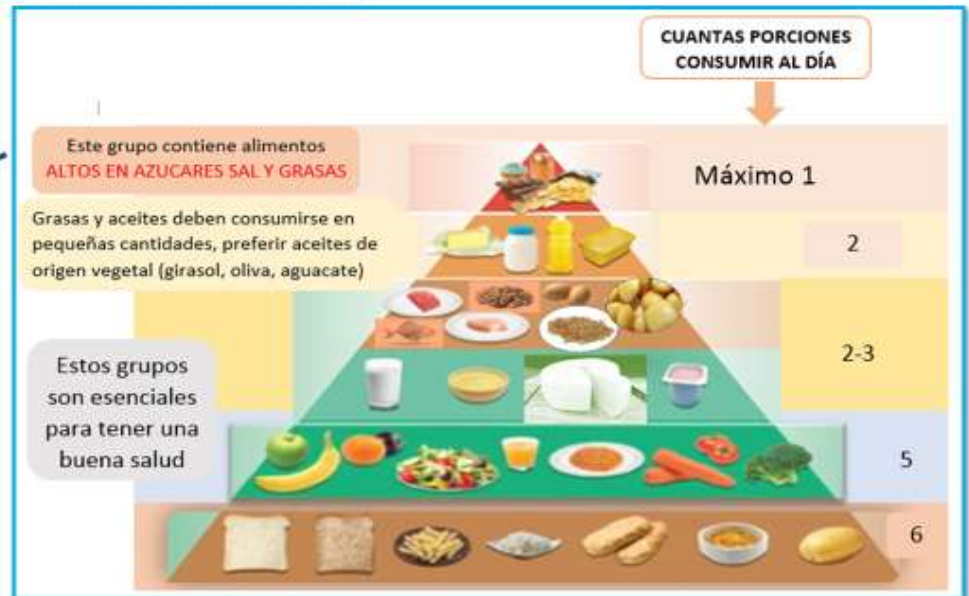 CUANTAS PORCIONES
CONSUMIR AL DÍA
Este grupo contiene alimentos
ALTOS EN AZUCARES SAL Y GRASAS
Máximo 1
Grasas y aceites deben consumirse en
pequeñas cantidades, preferir aceites de
origen vegetal (girasol, oliva, aguacate)
2
2-3
Estos grupos
son esenciales
para tener una
buena salud
5
6